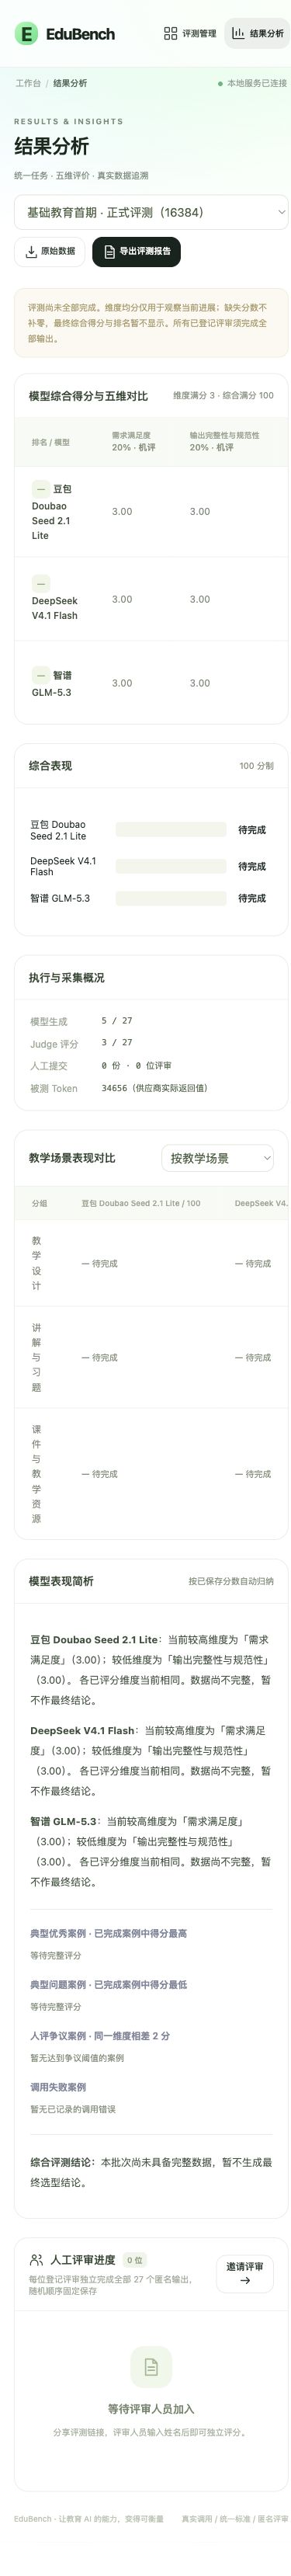 E EduBench 评测管理 结果分析
工作台 / 结果分析 本地服务已连接
RESULTS & INSIGHTS
结果分析
统一任务 · 五维评价 · 真实数据追溯
基础教育首期 · 正式评测（16384）
原始数据 导出评测报告
评测尚未全部完成。维度均分仅用于观察当前进展；缺失分数不
补零，最终综合得分与排名暂不显示。所有已登记评审须完成全
部输出。
模型综合得分与五维对比 维度满分 3 · 综合满分 100
排名 / 模型 需求满足度 输出完整性与规范性
20% · 机评 20% · 机评
— 豆包
Doubao
Seed 2.1
Lite
3.00 3.00
—
DeepSeek
V4.1 Flash
3.00 3.00
— 智谱
GLM-5.3
3.00 3.00
综合表现 100 分制
豆包 Doubao
Seed 2.1 Lite
待完成
DeepSeek V4.1
Flash
待完成
智谱 GLM-5.3 待完成
执行与采集概况
模型生成 5 / 27
Judge 评分 3 / 27
人工提交 0 份 · 0 位评审
被测 Token 34656（供应商实际返回值）
教学场景表现对比 按教学场景
分组 豆包 Doubao Seed 2.1 Lite / 100 DeepSeek V4.
教
学
设
计
— 待完成 — 待完成
讲
解
与
习
题
— 待完成 — 待完成
课
件
与
教
学
资
源
— 待完成 — 待完成
模型表现简析 按已保存分数自动归纳
豆包 Doubao Seed 2.1 Lite：当前较高维度为「需求
满足度」(3.00)；较低维度为「输出完整性与规范性」
（3.00）。各已评分维度当前相同。数据尚不完整，暂
不作最终结论。
DeepSeek V4.1 Flash：当前较高维度为「需求满足
度」(3.00)；较低维度为「输出完整性与规范性」
（3.00）。各已评分维度当前相同。数据尚不完整，暂
不作最终结论。
智谱 GLM-5.3：当前较高维度为「需求满足度」
（3.00)；较低维度为「输出完整性与规范性」
（3.00）。各已评分维度当前相同。数据尚不完整，暂
不作最终结论。
典型优秀案例 · 已完成案例中得分最高
等待完整评分
典型问题案例 · 已完成案例中得分最低
等待完整评分
人评争议案例 · 同一维度相差 2 分
暂无达到争议阈值的案例
调用失败案例
暂无已记录的调用错误
综合评测结论：本批次尚未具备完整数据，暂不生成最
终选型结论。
人工评审进度 0 位
每位登记评审独立完成全部 27 个匿名输出，
随机顺序固定保存
邀请评审
→
等待评审人员加入
分享评测链接，评审人员输入姓名后即可独立评分。
EduBench · 让教育 AI 的能力，变得可衡量 真实调用 / 统一标准 / 匿名评审